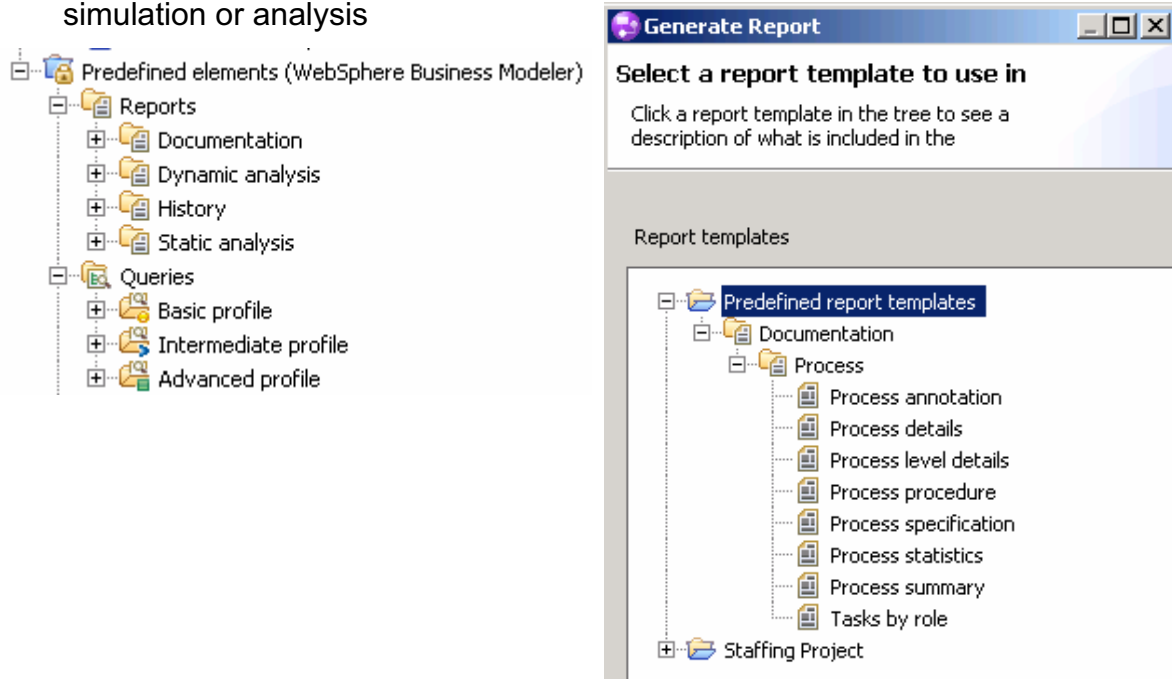 simulation or analysis
Predefined elements (WebSphere Business Modeler)
Reports
Documentation
Dynamic analysis
History
Static analysis
Queries
Basic profile
Intermediate profile
Advanced profile
Generate Report
Select a report template to use in
Click a report template in the tree to see a
description of what is included in the
Report templates
Predefined report templates
Documentation
Process
Process annotation
Process details
Process level details
Process procedure
Process specification
Process statistics
Process summary
Tasks by role
Staffing Project